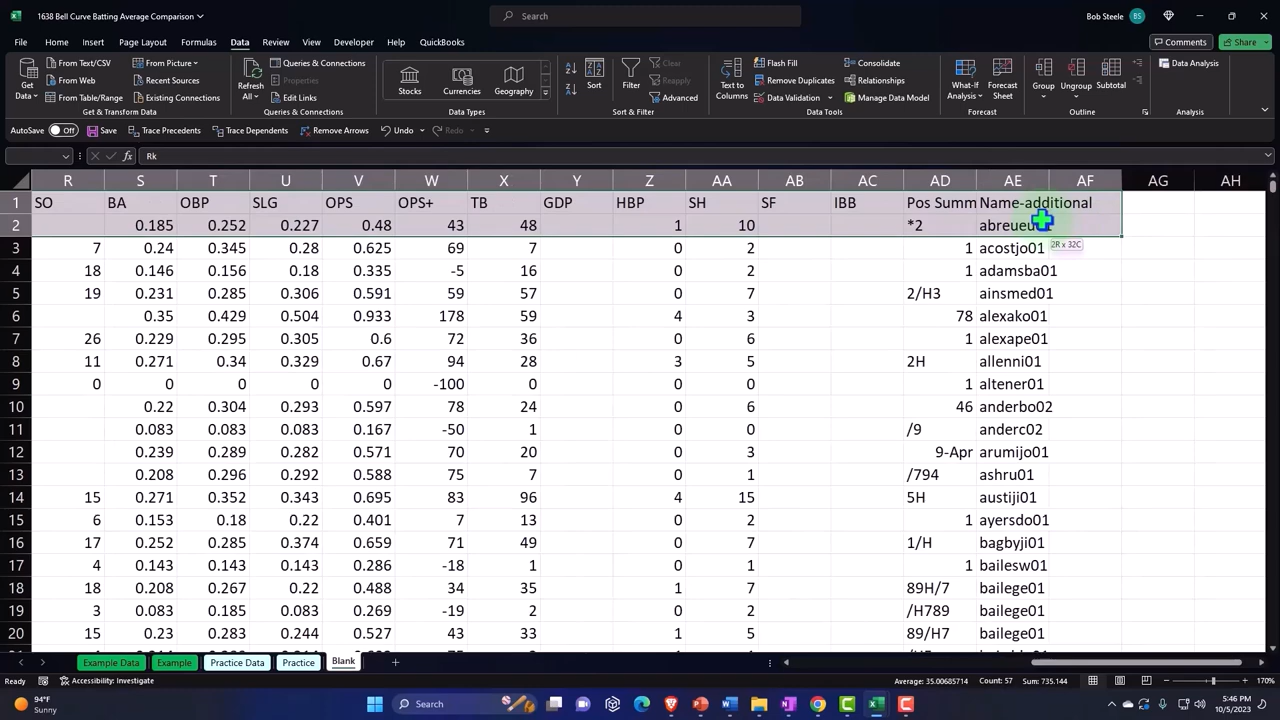 1638 Bell Curve Batting Average Comparison
Search
Bob Steele BS
File Home Insert Page Layout Formulas Data Review View Developer Help QuickBooks Comments Share
Get Data
From Text/CSV
From Web
From Table/Range
From Picture
Recent Sources
Existing Connections
Get & Transform Data
Refresh All
Queries & Connections
Properties
Edit Links
Queries & Connections
Stocks Currencies Geography
Data Types
Sort Filter
Clear
Reapply
Advanced
Sort & Filter
Text to Columns
Flash Fill
Remove Duplicates
Data Validation
Consolidate
Relationships
Manage Data Model
Data Tools
What-If Analysis Forecast Sheet
Forecast
Group Ungroup Subtotal
Outline
Data Analysis
Analysis
AutoSave Off Save Trace Precedents Trace Dependents Remove Arrows Undo Redo
fx Rk
R S T U V W X Y Z AA AB AC AD AE AF AG AH
1 SO BA OBP SLG OPS OPS+ TB GDP HBP SH SF IBB Pos Summ Name-additional
2 0.185 0.252 0.227 0.48 43 48 1 10 *2
3 7 0.24 0.345 0.28 0.625 69 7 0 2 1 acostjo01
2R x 32C
4 18 0.146 0.156 0.18 0.335 -5 16 0 2 1 adamsba01
5 19 0.231 0.285 0.306 0.591 59 57 0 7 2/H3 ainsmed01
6 0.35 0.429 0.504 0.933 178 59 4 3 78 alexako01
7 26 0.229 0.295 0.305 0.6 72 36 0 6 1 alexape01
8 11 0.271 0.34 0.329 0.67 94 28 3 5 2H allenni01
9 0 0 0 0 0 -100 0 0 0 1 altener01
10 0.22 0.304 0.293 0.597 78 24 0 6 46 anderbo02
11 0.083 0.083 0.083 0.167 -50 1 0 0 /9 anderc02
12 0.239 0.289 0.282 0.571 70 20 0 3 9-Apr arumijo01
13 0.208 0.296 0.292 0.588 75 7 0 1 /794 ashru01
14 15 0.271 0.352 0.343 0.695 83 96 4 15 5H austiji01
15 6 0.153 0.18 0.22 0.401 7 13 0 2 1 ayersdo01
16 17 0.252 0.285 0.374 0.659 71 49 0 7 1/H bagbyji01
17 4 0.143 0.143 0.143 0.286 -18 1 0 1 1 bailesw01
18 18 0.208 0.267 0.22 0.488 34 35 1 7 89H/7 bailege01
19 3 0.083 0.185 0.083 0.269 -19 2 0 2 /H789 bailege01
20 15 0.23 0.283 0.244 0.527 43 33 1 5 89/H7 bailege01
Example Data Example Practice Data Practice Blank
Ready Accessibility: Investigate Average: 35.00685714 Count: 57 Sum: 735.144 170%
94°F
Sunny
Search
5:46 PM
10/5/2023